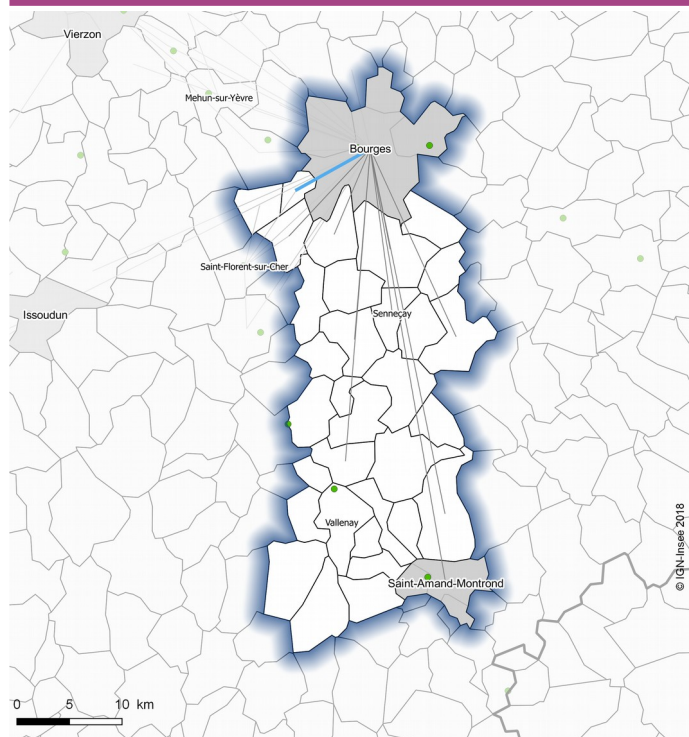 Vierzon
Mehun-sur-Yèvre
Bourges
Saint-Florent-sur-Cher
Issoudun
Senneçay
Vallenay
Saint-Amand-Montrond
0 5 10 km
© IGN-Insee 2018